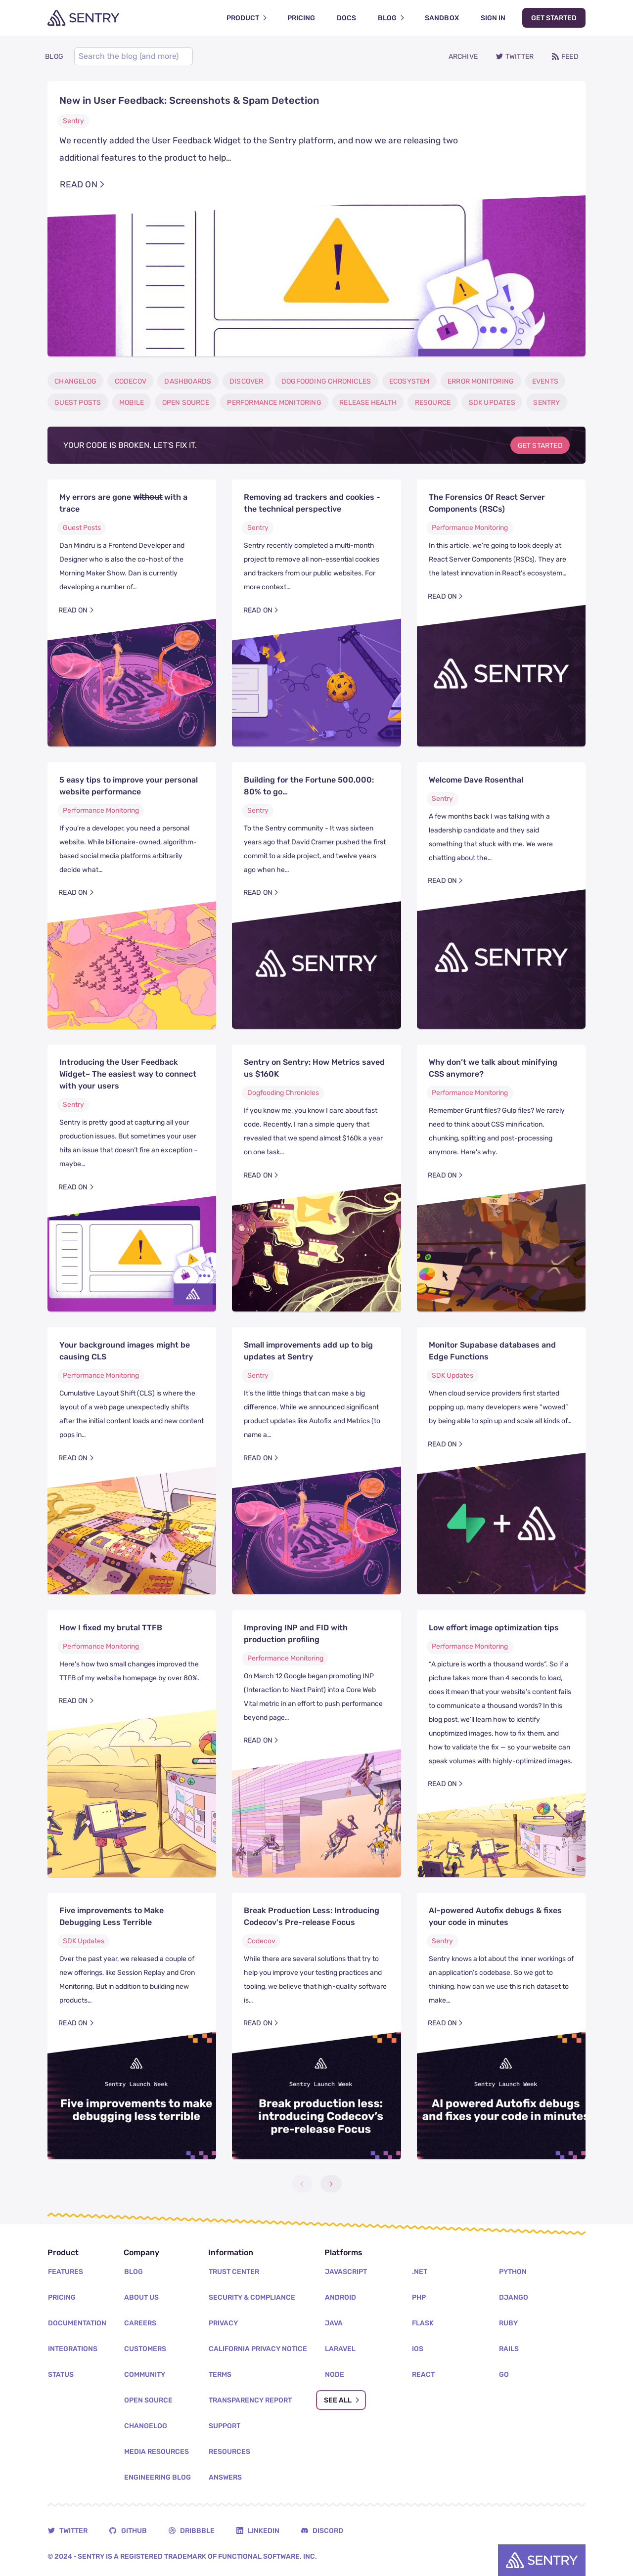 SENTRY
PRODUCT
PRICING
DOCS
BLOG
SANDBOX
SIGN IN
GET STARTED
BLOG
Search the blog (and more)
ARCHIVE
TWITTER
FEED
New in User Feedback: Screenshots & Spam Detection
Sentry
We recently added the User Feedback Widget to the Sentry platform, and now we are releasing two
additional features to the product to help…
READ ON
CHANGELOG
CODECOV
DASHBOARDS
DISCOVER
DOGFOODING CHRONICLES
ECOSYSTEM
ERROR MONITORING
EVENTS
GUEST POSTS
MOBILE
OPEN SOURCE
PERFORMANCE MONITORING
RELEASE HEALTH
RESOURCE
SDK UPDATES
SENTRY
YOUR CODE IS BROKEN. LET'S FIX IT.
GET STARTED
My errors are gone without with a
trace
Guest Posts
Dan Mindru is a Frontend Developer and
Designer who is also the co-host of the
Morning Maker Show. Dan is currently
developing a number of…
READ ON
Removing ad trackers and cookies -
the technical perspective
Sentry
Sentry recently completed a multi-month
project to remove all non-essential cookies
and trackers from our public websites. For
more context…
READ ON
The Forensics Of React Server
Components (RSCs)
Performance Monitoring
In this article, we're going to look deeply at
React Server Components (RSCs). They are
the latest innovation in React's ecosystem…
READ ON
SENTRY
5 easy tips to improve your personal
website performance
Performance Monitoring
If you're a developer, you need a personal
website. While billionaire-owned, algorithm-
based social media platforms arbitrarily
decide what…
READ ON
Building for the Fortune 500,000:
80% to go…
Sentry
To the Sentry community - It was sixteen
years ago that David Cramer pushed the first
commit to a side project, and twelve years
ago when he…
READ ON
SENTRY
Welcome Dave Rosenthal
Sentry
A few months back I was talking with a
leadership candidate and they said
something that stuck with me. We were
chatting about the…
READ ON
SENTRY
Introducing the User Feedback
Widget– The easiest way to connect
with your users
Sentry
Sentry is pretty good at capturing all your
production issues. But sometimes your user
hits an issue that doesn't fire an exception –
maybe…
READ ON
Sentry on Sentry: How Metrics saved
us $160K
Dogfooding Chronicles
If you know me, you know I care about fast
code. Recently, I ran a simple query that
revealed that we spend almost $160k a year
on one task…
READ ON
Why don't we talk about minifying
CSS anymore?
Performance Monitoring
Remember Grunt files? Gulp files? We rarely
need to think about CSS minification,
chunking, splitting and post-processing
anymore. Here's why.
READ ON
Your background images might be
causing CLS
Performance Monitoring
Cumulative Layout Shift (CLS) is where the
layout of a web page unexpectedly shifts
after the initial content loads and new content
pops in…
READ ON
Small improvements add up to big
updates at Sentry
Sentry
It's the little things that can make a big
difference. While we announced significant
product updates like Autofix and Metrics (to
name a…
READ ON
Monitor Supabase databases and
Edge Functions
SDK Updates
When cloud service providers first started
popping up, many developers were "wowed"
by being able to spin up and scale all kinds of…
READ ON
+
How I fixed my brutal TTFB
Performance Monitoring
Here's how two small changes improved the
TTFB of my website homepage by over 80%.
READ ON
Improving INP and FID with
production profiling
Performance Monitoring
On March 12 Google began promoting INP
(Interaction to Next Paint) into a Core Web
Vital metric in an effort to push performance
beyond page…
READ ON
Low effort image optimization tips
Performance Monitoring
"A picture is worth a thousand words". So if a
picture takes more than 4 seconds to load,
does it mean that your website's content fails
to communicate a thousand words? In this
blog post, we'll learn how to identify
unoptimized images, how to fix them, and
how to validate the fix — so your website can
speak volumes with highly-optimized images.
READ ON
Five improvements to Make
Debugging Less Terrible
SDK Updates
Over the past year, we released a couple of
new offerings, like Session Replay and Cron
Monitoring. But in addition to building new
products…
READ ON
Sentry Launch Week
Five improvements to make
debugging less terrible
Break Production Less: Introducing
Codecov's Pre-release Focus
Codecov
While there are several solutions that try to
help you improve your testing practices and
tooling, we believe that high-quality software
is…
READ ON
Sentry Launch Week
Break production less:
introducing Codecov's
pre-release Focus
AI-powered Autofix debugs & fixes
your code in minutes
Sentry
Sentry knows a lot about the inner workings of
an application's codebase. So we got to
thinking, how can we use this rich dataset to
make…
READ ON
Sentry Launch Week
AI powered Autofix debugs
and fixes your code in minutes
Product
FEATURES
PRICING
DOCUMENTATION
INTEGRATIONS
STATUS
Company
BLOG
ABOUT US
CAREERS
CUSTOMERS
COMMUNITY
OPEN SOURCE
CHANGELOG
MEDIA RESOURCES
ENGINEERING BLOG
Information
TRUST CENTER
SECURITY & COMPLIANCE
PRIVACY
CALIFORNIA PRIVACY NOTICE
TERMS
TRANSPARENCY REPORT
SUPPORT
RESOURCES
ANSWERS
Platforms
JAVASCRIPT
ANDROID
JAVA
LARAVEL
NODE
SEE ALL
.NET
PHP
FLASK
IOS
REACT
PYTHON
DJANGO
RUBY
RAILS
GO
TWITTER
GITHUB
DRIBBBLE
LINKEDIN
DISCORD
© 2024 • SENTRY IS A REGISTERED TRADEMARK OF FUNCTIONAL SOFTWARE, INC.
SENTRY